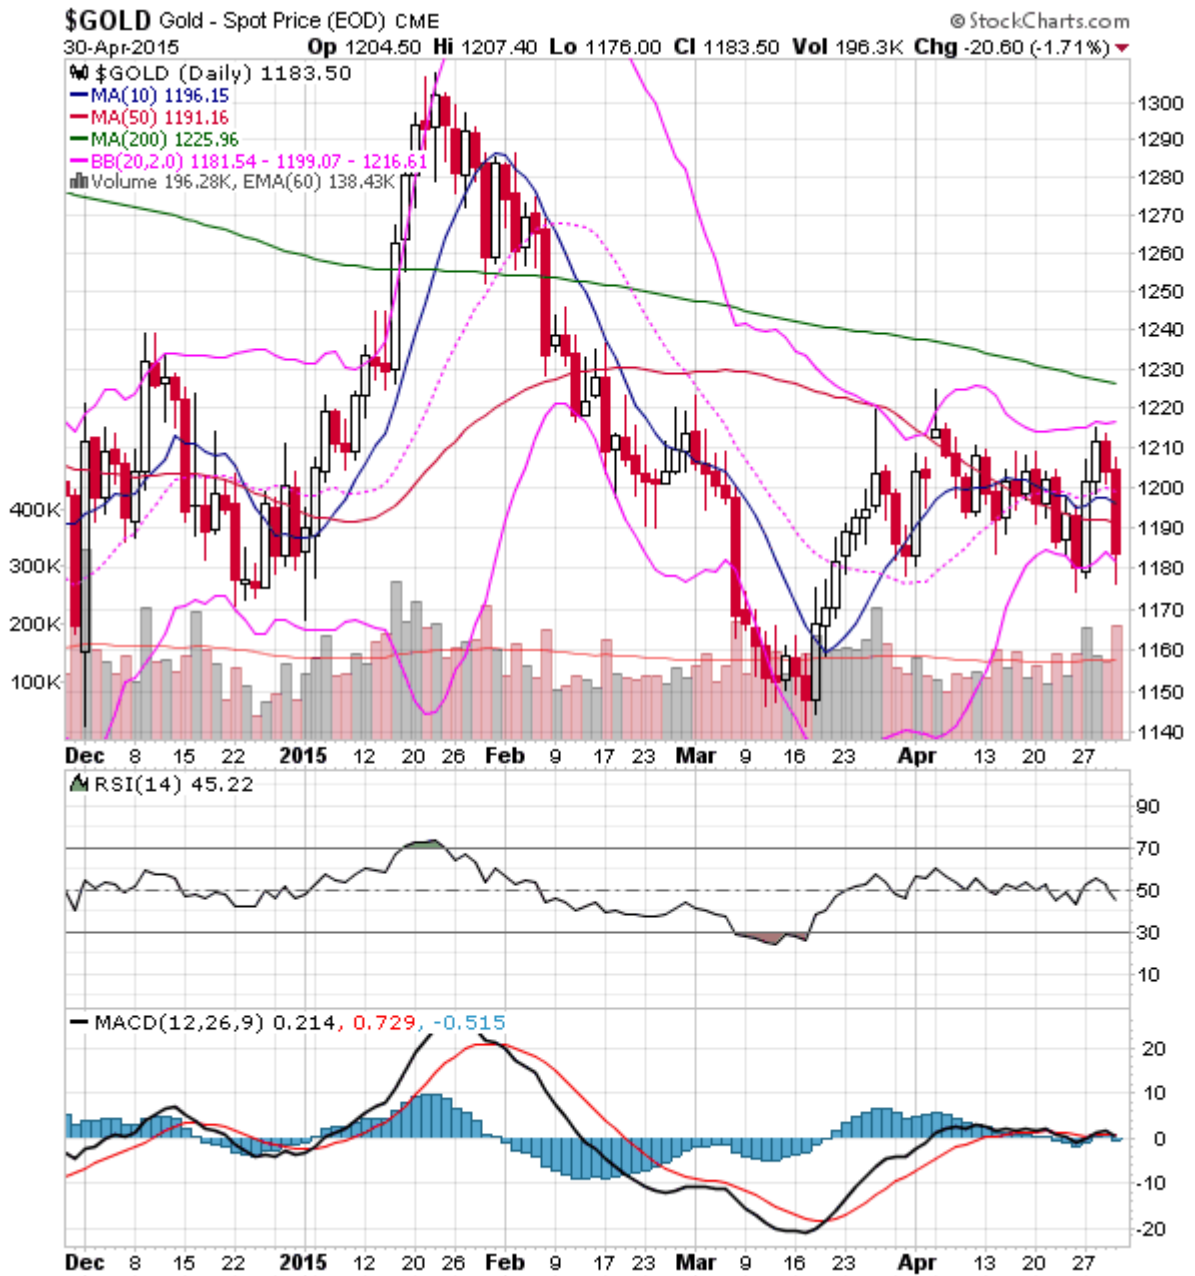 $GOLD Gold - Spot Price (EOD) CME © StockCharts.com
30-Apr-2015 Op 1204.50 Hi 1207.40 Lo 1176.00 Cl 1183.50 Vol 196.3K Chg -20.60 (-1.71%)
$GOLD (Daily) 1183.50
MA(10) 1196.15
MA(50) 1191.16
MA(200) 1225.96
BB(20,2.0) 1181.54 - 1199.07 - 1216.61
Volume 196.28K, EMA(60) 138.43K
1300
1290
1280
1270
1260
1250
1240
1230
1220
1210
1200
1190
1180
1170
1160
1150
1140
400K
300K
200K
100K
Dec 8 15 22 2015 12 20 26 Feb 9 17 23 Mar 9 16 23 Apr 13 20 27
RSI(14) 45.22
90
70
50
30
10
MACD(12,26,9) 0.214, 0.729, -0.515
20
10
0
-10
-20
Dec 8 15 22 2015 12 20 26 Feb 9 17 23 Mar 9 16 23 Apr 13 20 27